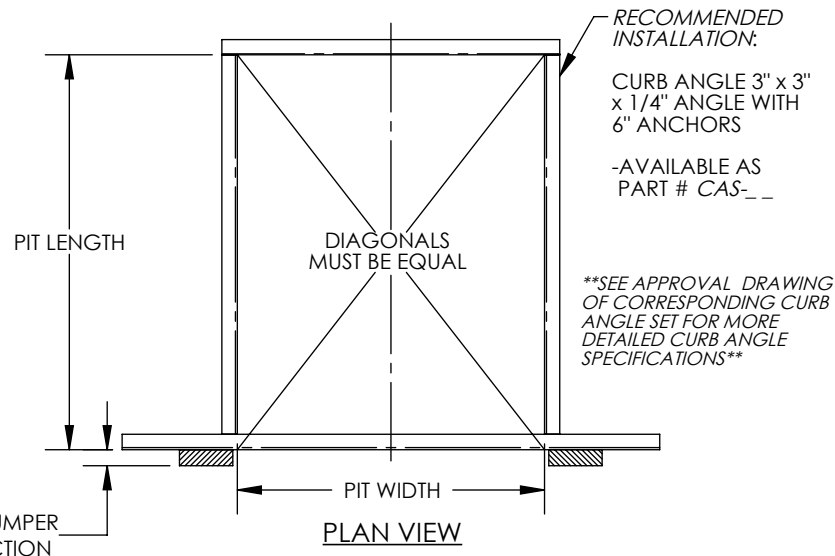 RECOMMENDED
INSTALLATION:
CURB ANGLE 3" x 3"
x 1/4" ANGLE WITH
6" ANCHORS
-AVAILABLE AS
PART # CAS-_ _
PIT LENGTH
DIAGONALS
MUST BE EQUAL
**SEE APPROVAL DRAWING
OF CORRESPONDING CURB
ANGLE SET FOR MORE
DETAILED CURB ANGLE
SPECIFICATIONS**
PIT WIDTH
UMPER
CTION
PLAN VIEW